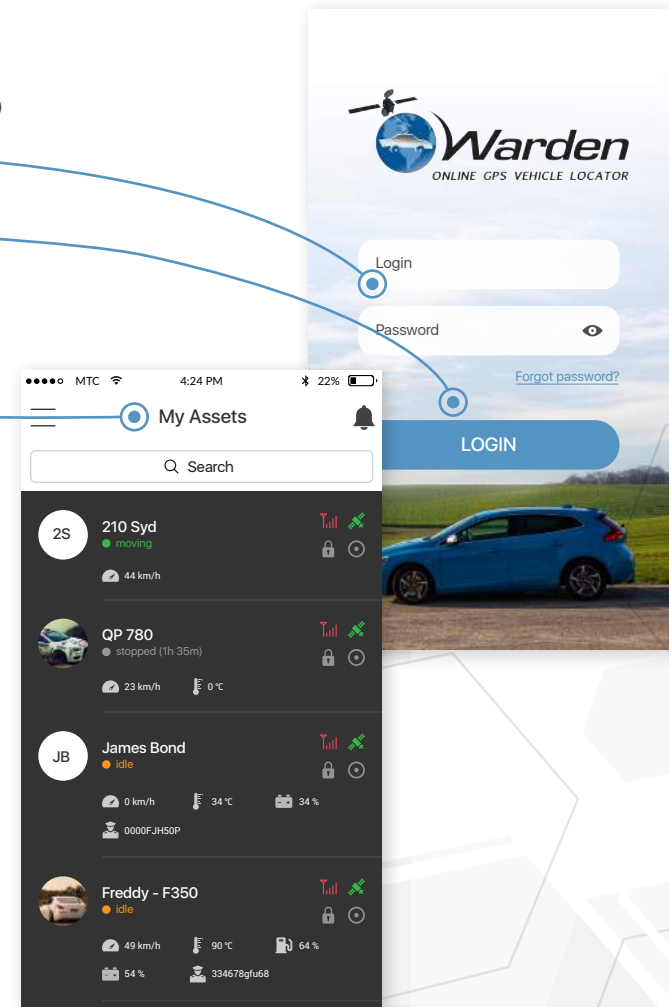 Warden
ONLINE GPS VEHICLE LOCATOR
Login
Password
Forgot password?
LOGIN
MTC 4:24 PM 22%
My Assets
Search
2S 210 Syd
moving
44 km/h
QP 780
stopped (1h 35m)
23 km/h 0 ℃
JB James Bond
idle
0 km/h 34 ℃ 34 %
0000FJH50P
Freddy - F350
idle
49 km/h 90 ℃ 64 %
54 % 334678gfu68